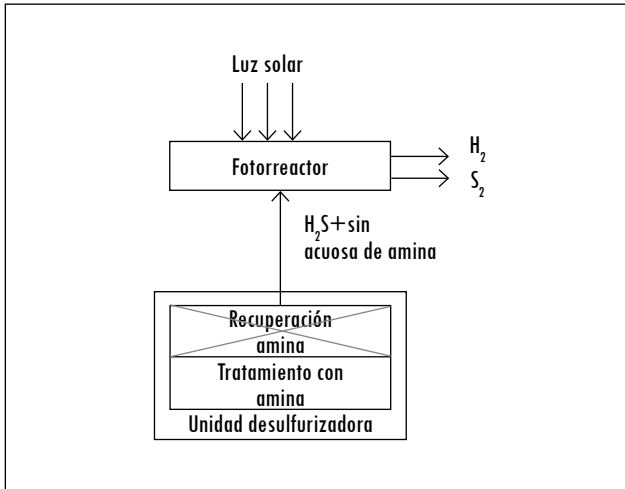 Luz solar
Fotorreactor
H₂
S₂
H₂S+sin
acuosa de amina
Recuperación
amina
Tratamiento con
amina
Unidad desulfurizadora